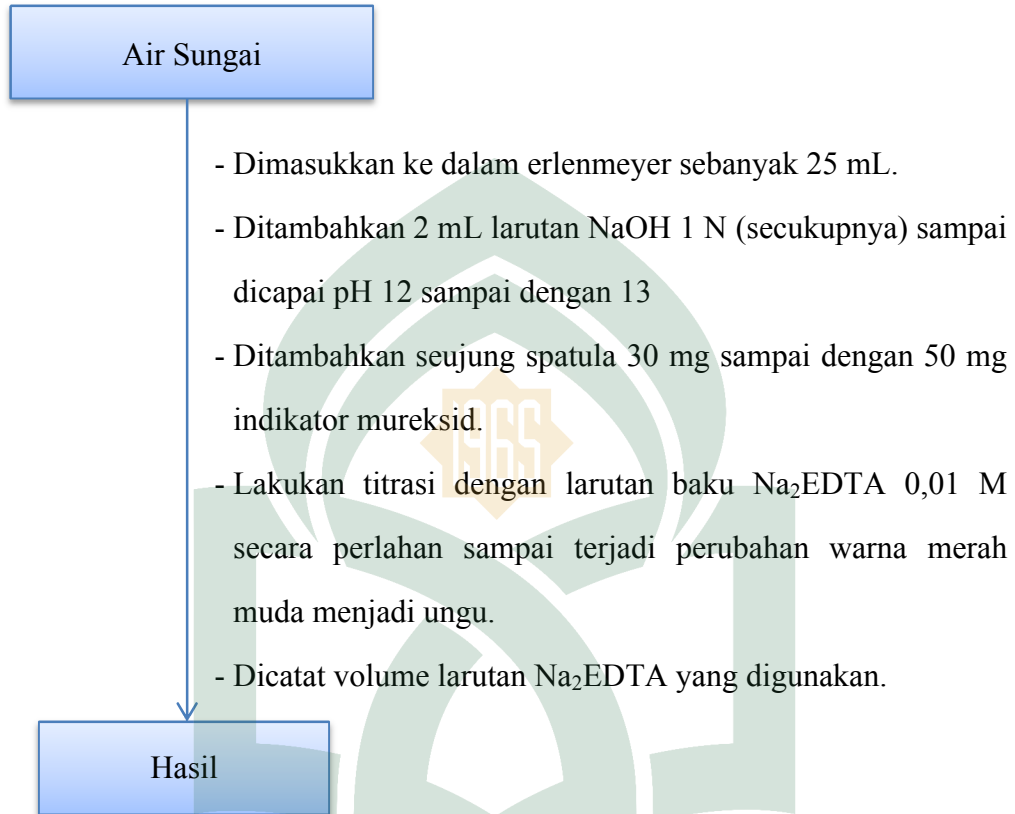 Air Sungai
- Dimasukkan ke dalam erlenmeyer sebanyak 25 mL.
- Ditambahkan 2 mL larutan NaOH 1 N (secukupnya) sampai
dicapai pH 12 sampai dengan 13
- Ditambahkan seujung spatula 30 mg sampai dengan 50 mg
indikator mureksid.
- Lakukan titrasi dengan larutan baku Na₂EDTA 0,01 M
secara perlahan sampai terjadi perubahan warna merah
muda menjadi ungu.
- Dicatat volume larutan Na₂EDTA yang digunakan.
Hasil
1965